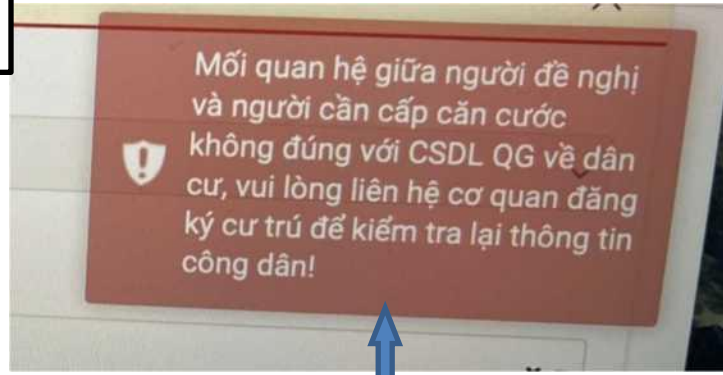 Mối quan hệ giữa người đề nghị
và người cần cấp căn cước
không đúng với CSDL QG về dân
cư, vui lòng liên hệ cơ quan đăng
ký cư trú để kiểm tra lại thông tin
công dân!